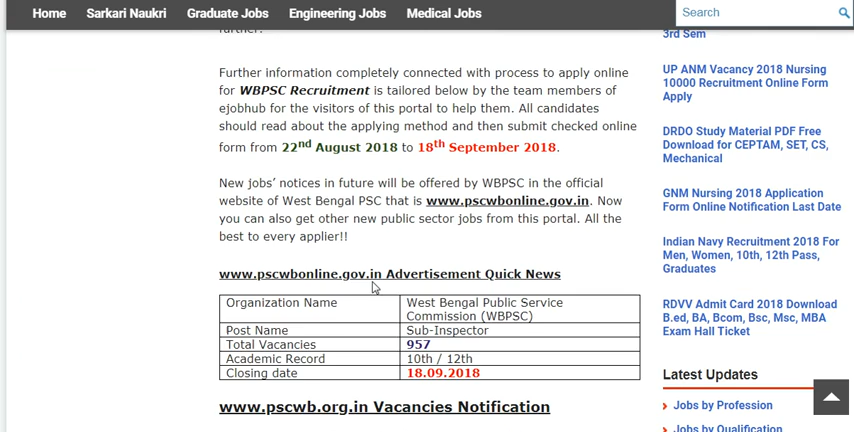 Home Sarkari Naukri Graduate Jobs Engineering Jobs Medical Jobs Search
further.
Further information completely connected with process to apply online
for WBPSC Recruitment is tailored below by the team members of
ejobhub for the visitors of this portal to help them. All candidates
should read about the applying method and then submit checked online
form from 22nd August 2018 to 18th September 2018.
New jobs’ notices in future will be offered by WBPSC in the official
website of West Bengal PSC that is www.pscwbonline.gov.in. Now
you can also get other new public sector jobs from this portal. All the
best to every applier!!
www.pscwbonline.gov.in Advertisement Quick News
Organization Name West Bengal Public Service
Commission (WBPSC)
Post Name Sub-Inspector
Total Vacancies 957
Academic Record 10th / 12th
Closing date 18.09.2018
www.pscwb.org.in Vacancies Notification
3rd Sem
UP ANM Vacancy 2018 Nursing
10000 Recruitment Online Form
Apply
DRDO Study Material PDF Free
Download for CEPTAM, SET, CS,
Mechanical
GNM Nursing 2018 Application
Form Online Notification Last Date
Indian Navy Recruitment 2018 For
Men, Women, 10th, 12th Pass,
Graduates
RDVV Admit Card 2018 Download
B.ed, BA, Bcom, Bsc, Msc, MBA
Exam Hall Ticket
Latest Updates
Jobs by Profession
Jobs by Qualification